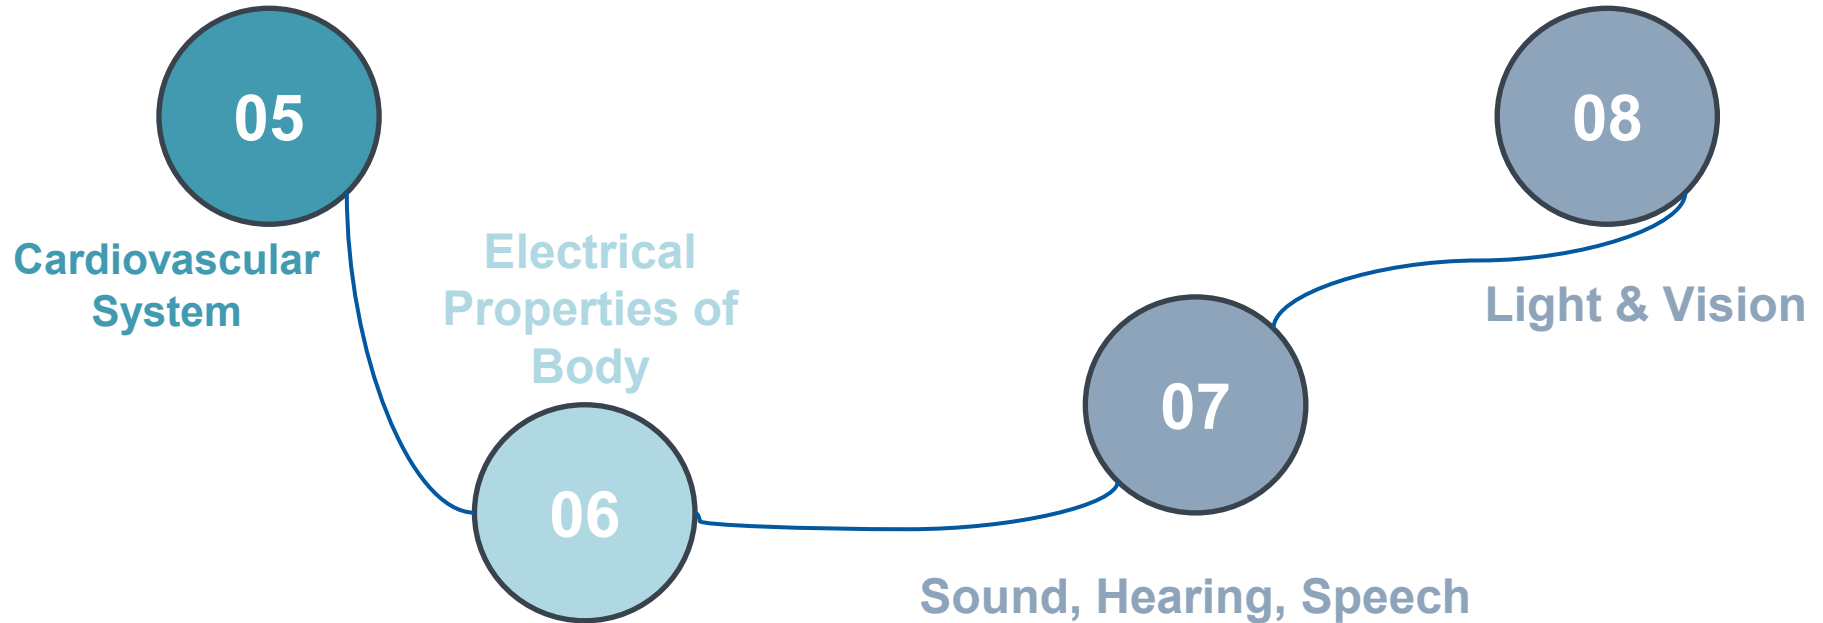 05
Cardiovascular
System
Electrical
Properties of
Body
06
07
Sound, Hearing, Speech
08
Light & Vision